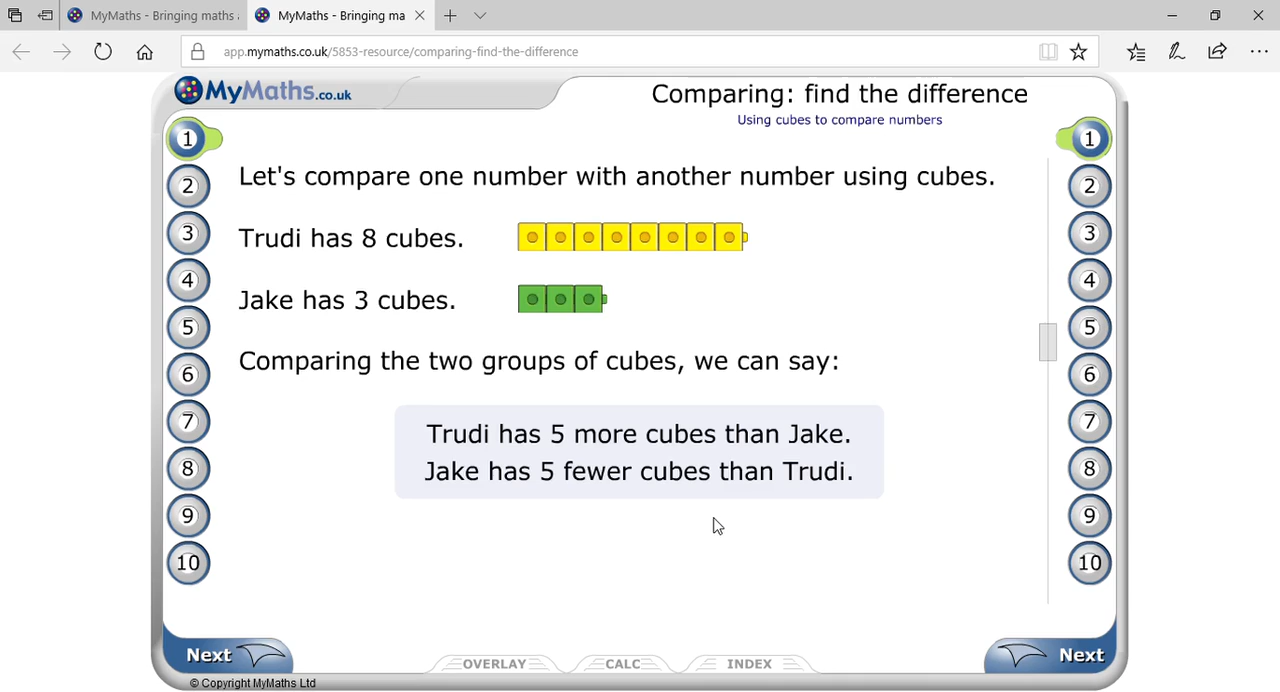 MyMaths - Bringing maths
MyMaths - Bringing ma
app.mymaths.co.uk/5853-resource/comparing-find-the-difference
MyMaths.co.uk
Comparing: find the difference
Using cubes to compare numbers
1
1
Let's compare one number with another number using cubes.
2
2
Trudi has 8 cubes.
3
3
4
4
Jake has 3 cubes.
5
5
Comparing the two groups of cubes, we can say:
6
6
Trudi has 5 more cubes than Jake.
7
7
Jake has 5 fewer cubes than Trudi.
8
8
9
9
10
10
Next
OVERLAY
CALC
INDEX
Next
© Copyright MyMaths Ltd